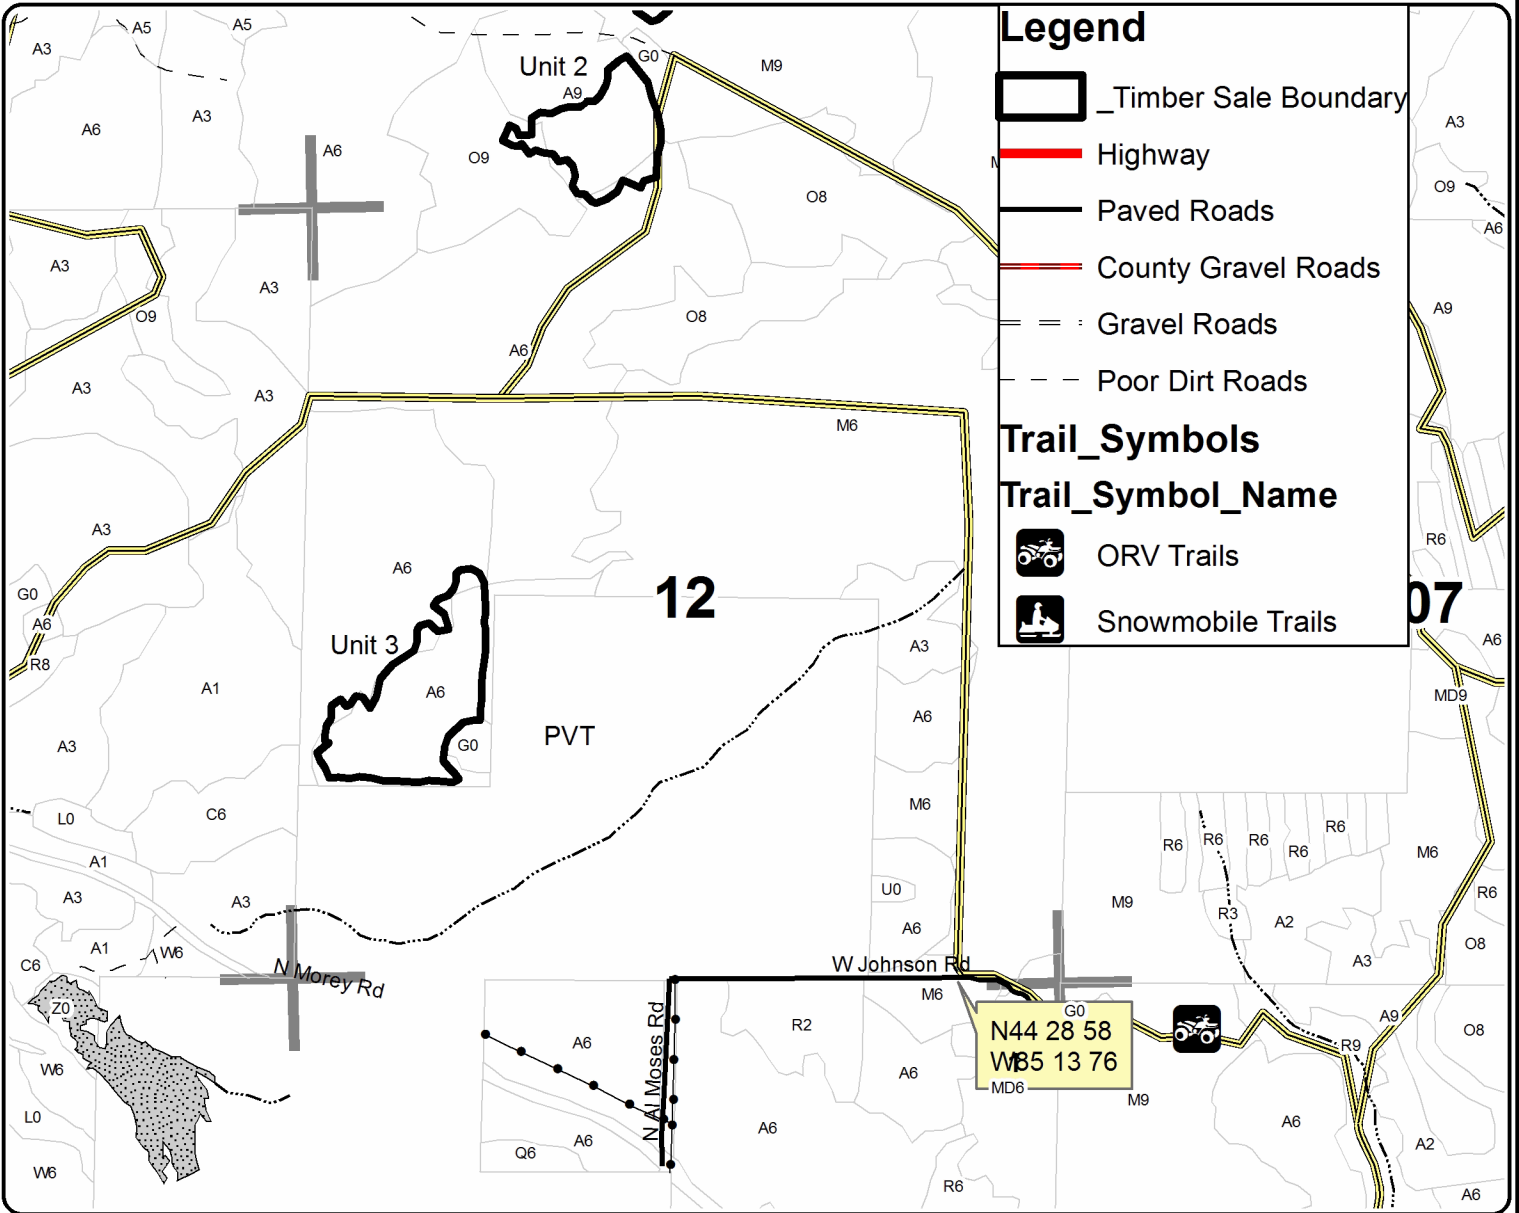 Legend
_Timber Sale Boundary
Highway
Paved Roads
County Gravel Roads
Gravel Roads
Poor Dirt Roads
Trail_Symbols
Trail_Symbol_Name
ORV Trails
Snowmobile Trails
A3
A5
A5
A6
A3
A6
Unit 2
A9
G0
M9
O9
O8
A3
O9
A6
A3
A3
O9
O8
A9
A6
A3
A3
M6
A3
R6
A6
12
07
G0
A6
R8
Unit 3
A6
A3
A6
A1
A6
MD9
A3
G0
PVT
L0
C6
M6
R6
R6
R6
R6
R6
M6
A1
A3
A3
U0
R6
M9
R3
A2
A6
O8
A1
W6
C6
N Morey Rd
W Johnson Rd
A3
Z0
M6
G0
N44 28 58
W85 13 76
MD6
N Al Moses Rd
R2
A6
A9
O8
R9
W6
A6
M9
L0
A6
A6
A6
A2
W6
Q6
R6
A6